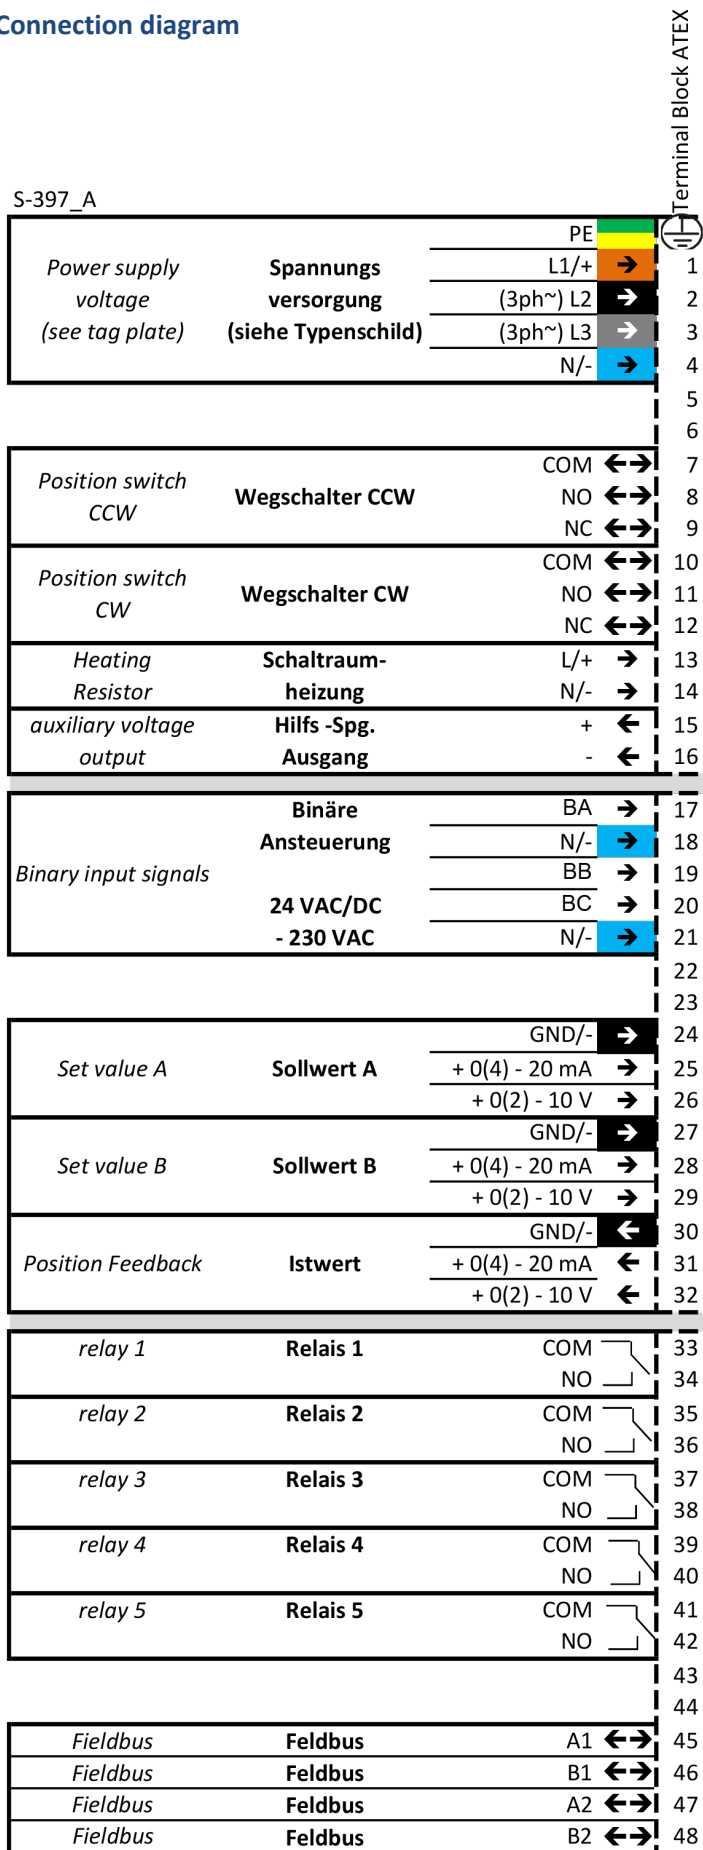 Connection diagram
Terminal Block ATEX
S-397_A
PE
Power supply Spannungs L1/+ 1
voltage versorgung (3ph~) L2 2
(see tag plate) (siehe Typenschild) (3ph~) L3 3
N/- 4
5
6
COM 7
Position switch
Wegschalter CCW NO 8
CCW
NC 9
COM 10
Position switch
Wegschalter CW NO 11
CW
NC 12
Heating Schaltraum- L/+ 13
Resistor heizung N/- 14
auxiliary voltage Hilfs -Spg. + 15
output Ausgang - 16
Binäre BA 17
Ansteuerung N/- 18
Binary input signals BB 19
24 VAC/DC BC 20
- 230 VAC N/- 21
22
23
GND/- 24
Set value A Sollwert A + 0(4) - 20 mA 25
+ 0(2) - 10 V 26
GND/- 27
Set value B Sollwert B + 0(4) - 20 mA 28
+ 0(2) - 10 V 29
GND/- 30
Position Feedback Istwert + 0(4) - 20 mA 31
+ 0(2) - 10 V 32
relay 1 Relais 1 COM 33
NO 34
relay 2 Relais 2 COM 35
NO 36
relay 3 Relais 3 COM 37
NO 38
relay 4 Relais 4 COM 39
NO 40
relay 5 Relais 5 COM 41
NO 42
43
44
Fieldbus Feldbus A1 45
Fieldbus Feldbus B1 46
Fieldbus Feldbus A2 47
Fieldbus Feldbus B2 48